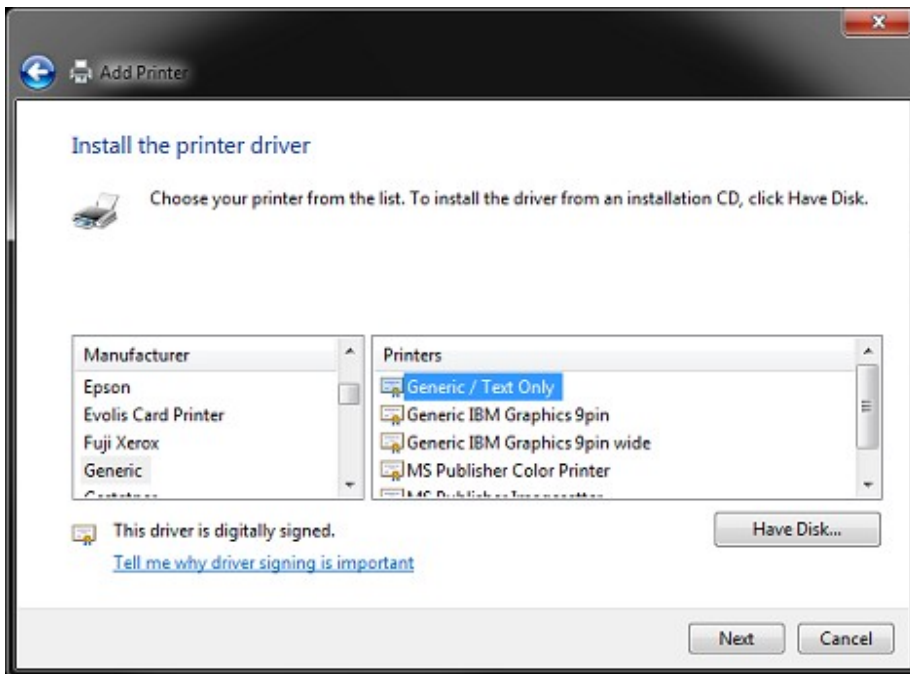 Add Printer
Install the printer driver
Choose your printer from the list. To install the driver from an installation CD, click Have Disk.
Manufacturer
Epson
Evolis Card Printer
Fuji Xerox
Generic
Printers
Generic / Text Only
Generic IBM Graphics 9pin
Generic IBM Graphics 9pin wide
MS Publisher Color Printer
MS Publisher Imagesetter
This driver is digitally signed.
Tell me why driver signing is important
Have Disk...
Next
Cancel